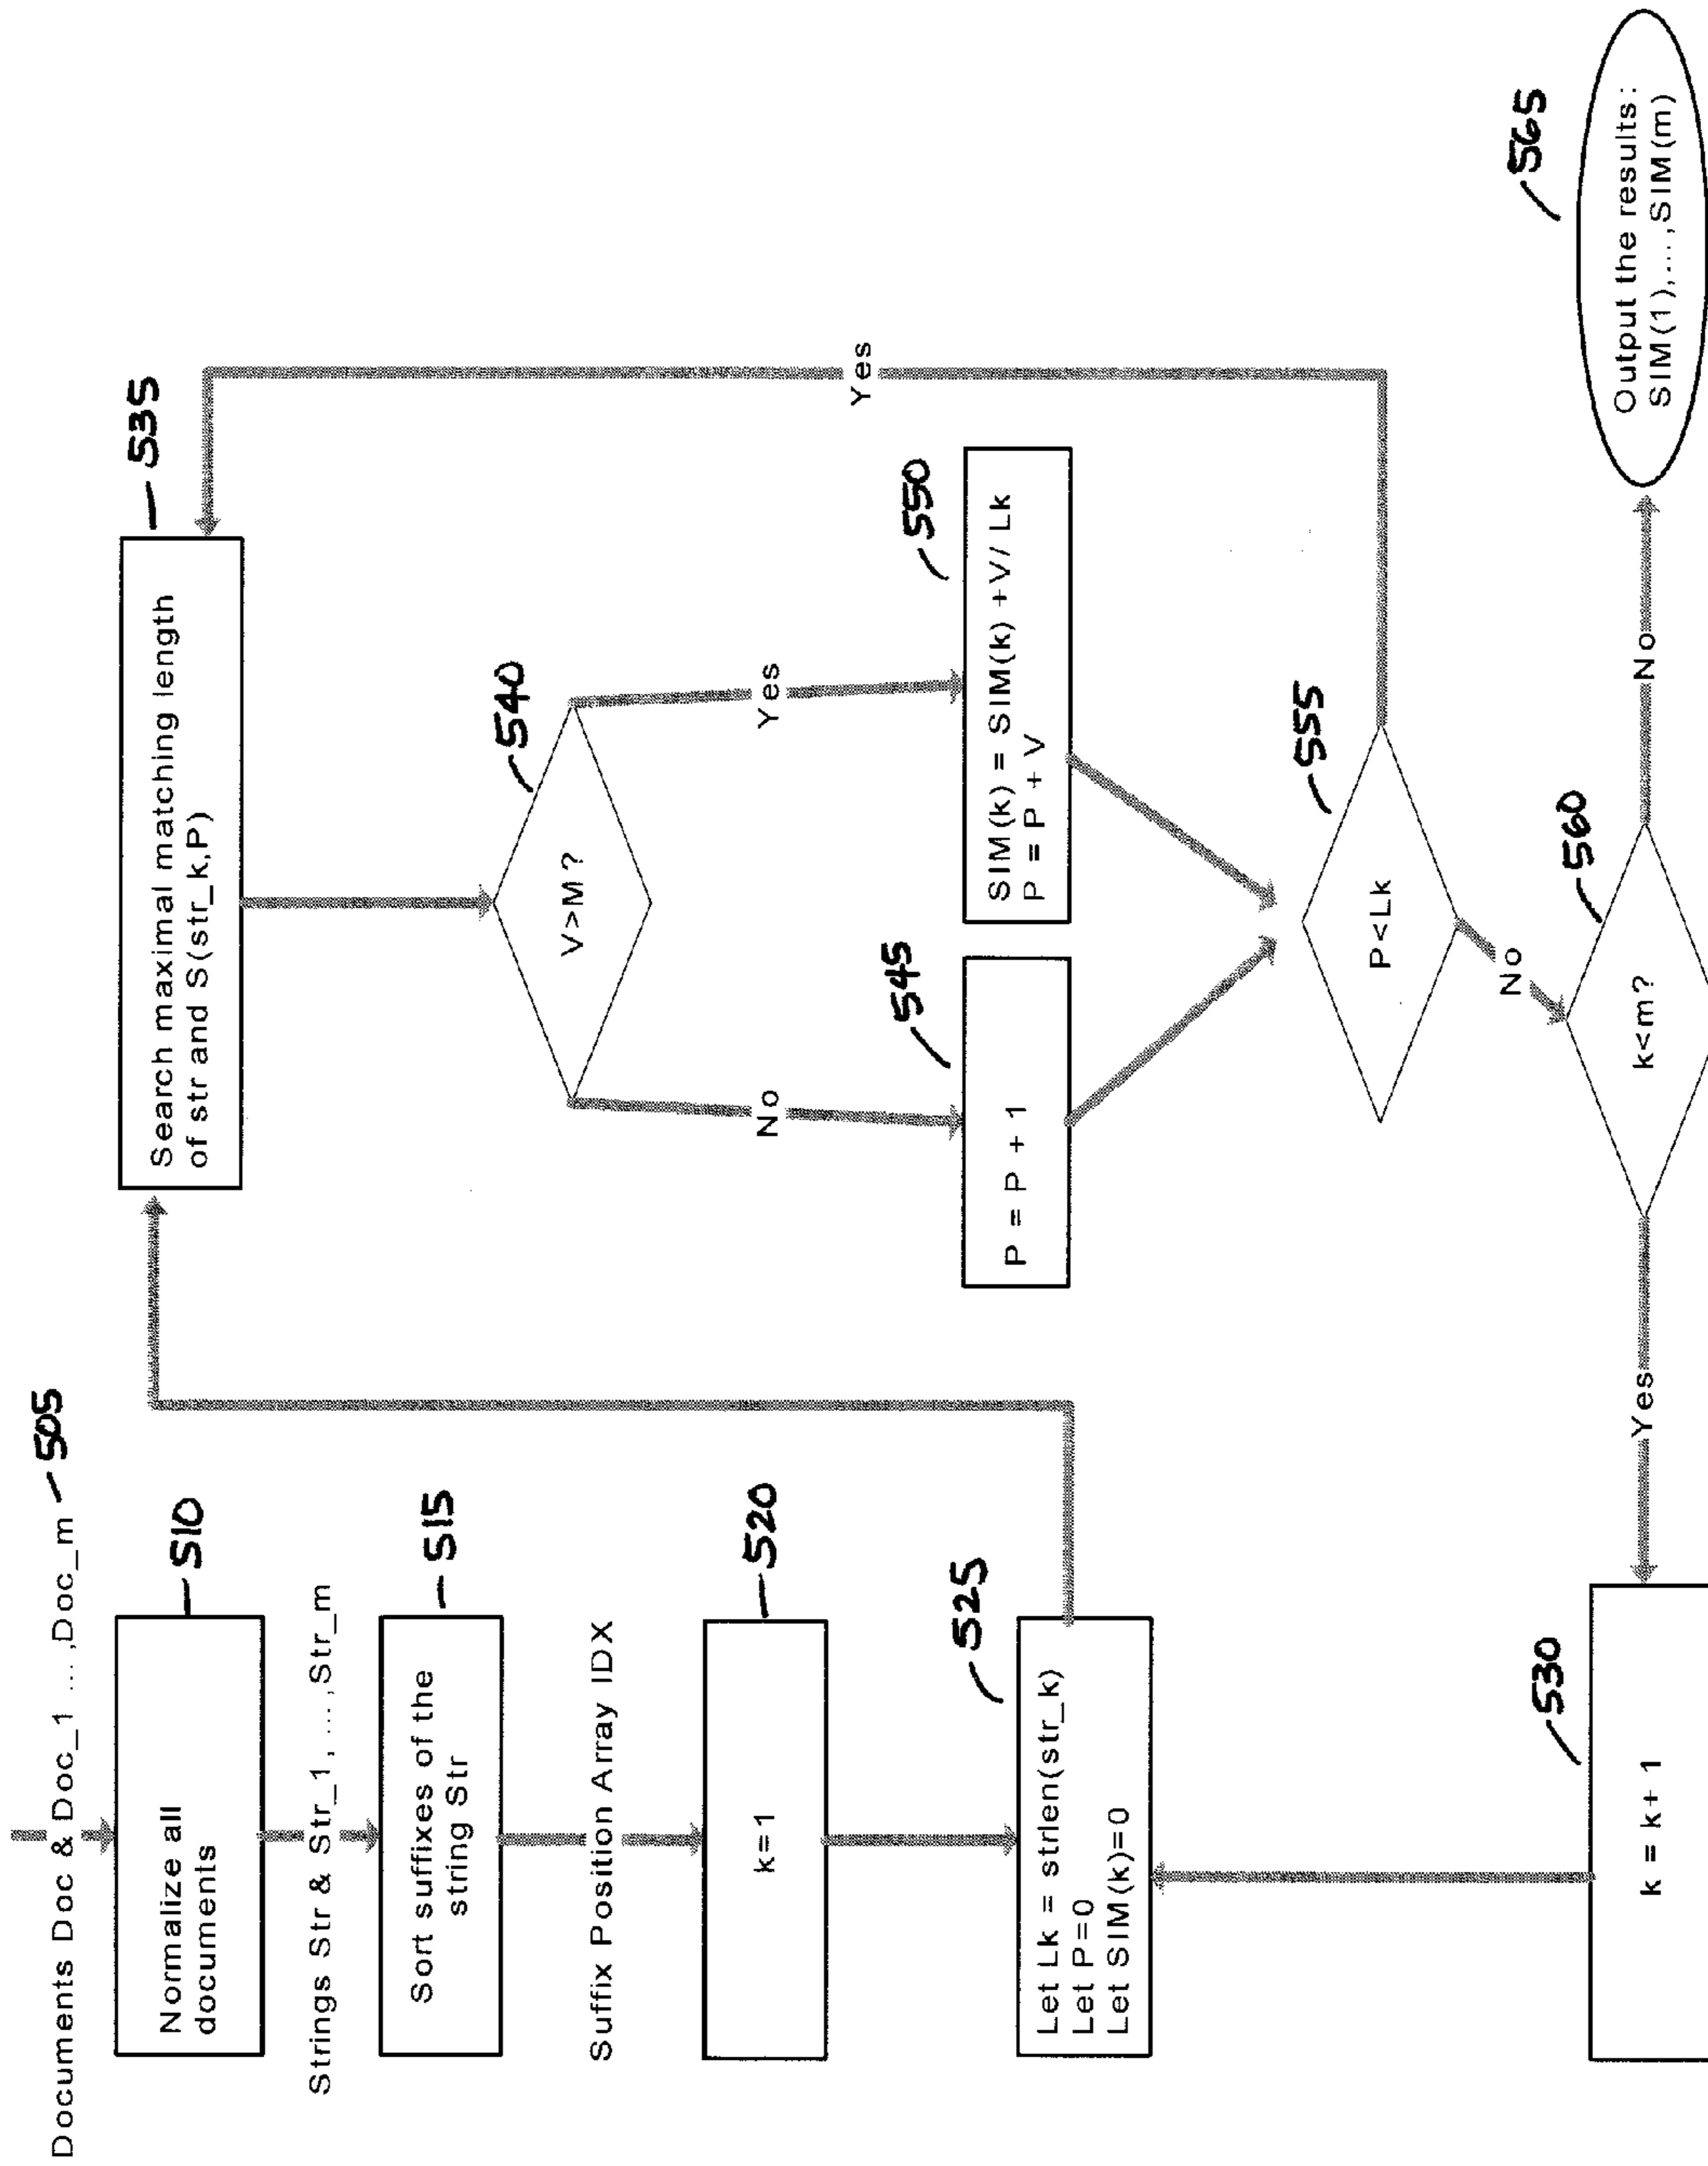 Documents Doc & Doc_1 ...,Doc_m
505
Normalize all
documents
510
Strings Str & Str_1, ... ,Str_m
Sort suffixes of the
string Str
515
Suffix Position Array IDX
k=1
520
Let Lk = strlen(str_k)
Let P=0
Let SIM(k)=0
525
k = k+ 1
530
Search maximal matching length
of str and S(str_k,P)
535
V>M?
540
No
Yes
P = P + 1
545
SIM(k) = SIM(k) +V/ Lk
P = P + V
550
P<Lk
555
Yes
No
k<m?
560
Yes
No
Output the results:
SIM(1),...,SIM(m)
565